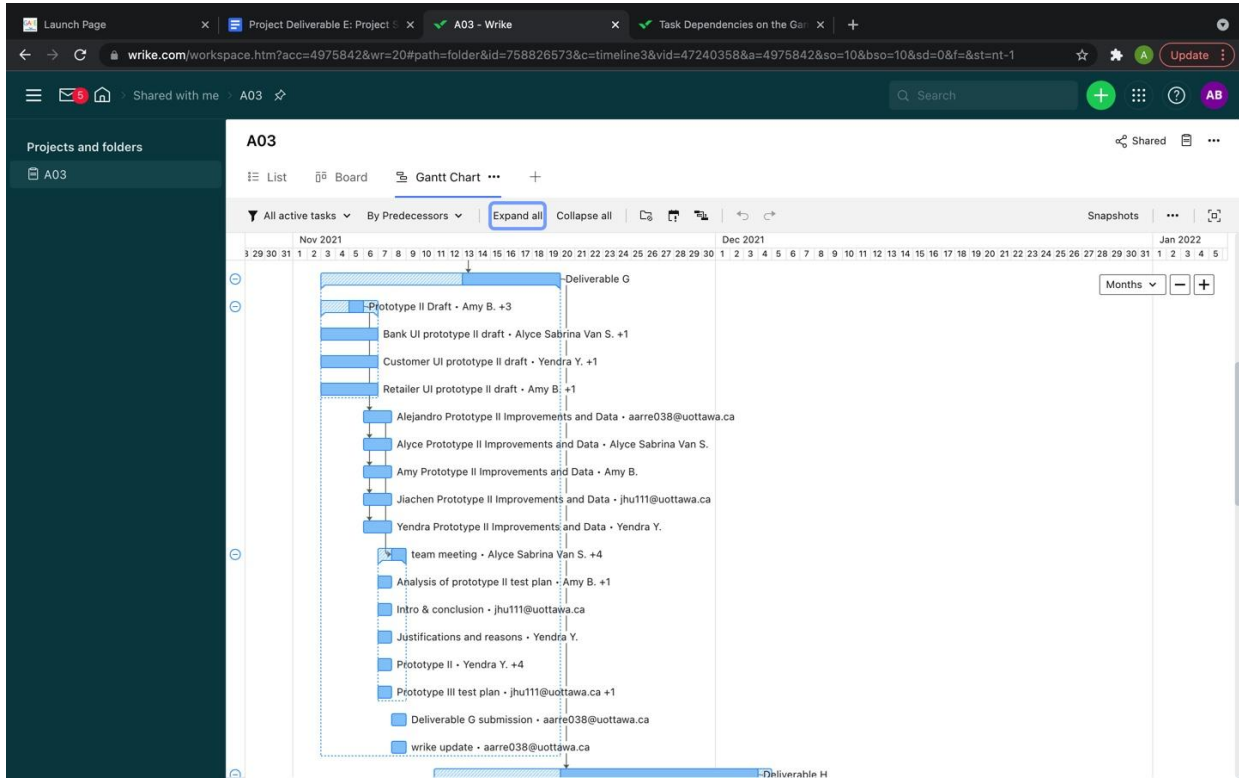 Launch Page
Project Deliverable E: Project S
A03 - Wrike
Task Dependencies on the Gan
wrike.com/workspace.htm?acc=4975842&wr=20#path=folder&id=758826573&c=timeline3&vid=47240358&a=4975842&so=10&bso=10&sd=0&f=&st=nt-1
A
Update
5
Shared with me
A03
Search
AB
Projects and folders
A03
A03
Shared
List
Board
Gantt Chart
All active tasks
By Predecessors
Expand all
Collapse all
Snapshots
Nov 2021
Dec 2021
Jan 2022
29 30 31 1 2 3 4 5 6 7 8 9 10 11 12 13 14 15 16 17 18 19 20 21 22 23 24 25 26 27 28 29 30 1 2 3 4 5 6 7 8 9 10 11 12 13 14 15 16 17 18 19 20 21 22 23 24 25 26 27 28 29 30 31 1 2 3 4 5
Deliverable G
Months
Prototype II Draft • Amy B. +3
Bank UI prototype II draft • Alyce Sabrina Van S. +1
Customer UI prototype II draft • Yendra Y. +1
Retailer UI prototype II draft • Amy B. +1
Alejandro Prototype II Improvements and Data • aarre038@uottawa.ca
Alyce Prototype II Improvements and Data • Alyce Sabrina Van S.
Amy Prototype II Improvements and Data • Amy B.
Jiachen Prototype II Improvements and Data • jhu111@uottawa.ca
Yendra Prototype II Improvements and Data • Yendra Y.
team meeting • Alyce Sabrina Van S. +4
Analysis of prototype II test plan • Amy B. +1
Intro & conclusion • jhu111@uottawa.ca
Justifications and reasons • Yendra Y.
Prototype II • Yendra Y. +4
Prototype III test plan • jhu111@uottawa.ca +1
Deliverable G submission • aarre038@uottawa.ca
wrike update • aarre038@uottawa.ca
Deliverable H